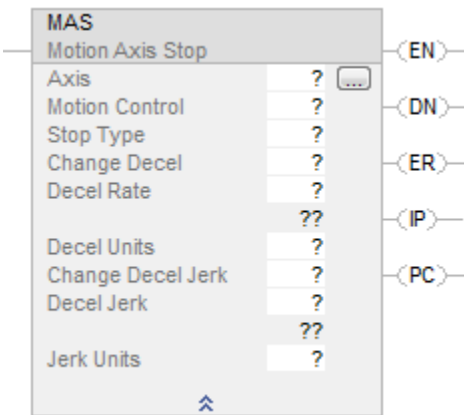 MAS
Motion Axis Stop
(EN)
Axis ? ...
Motion Control ?
(DN)
Stop Type ?
Change Decel ?
(ER)
Decel Rate ?
??
(IP)
Decel Units ?
Change Decel Jerk ?
(PC)
Decel Jerk ?
??
Jerk Units ?